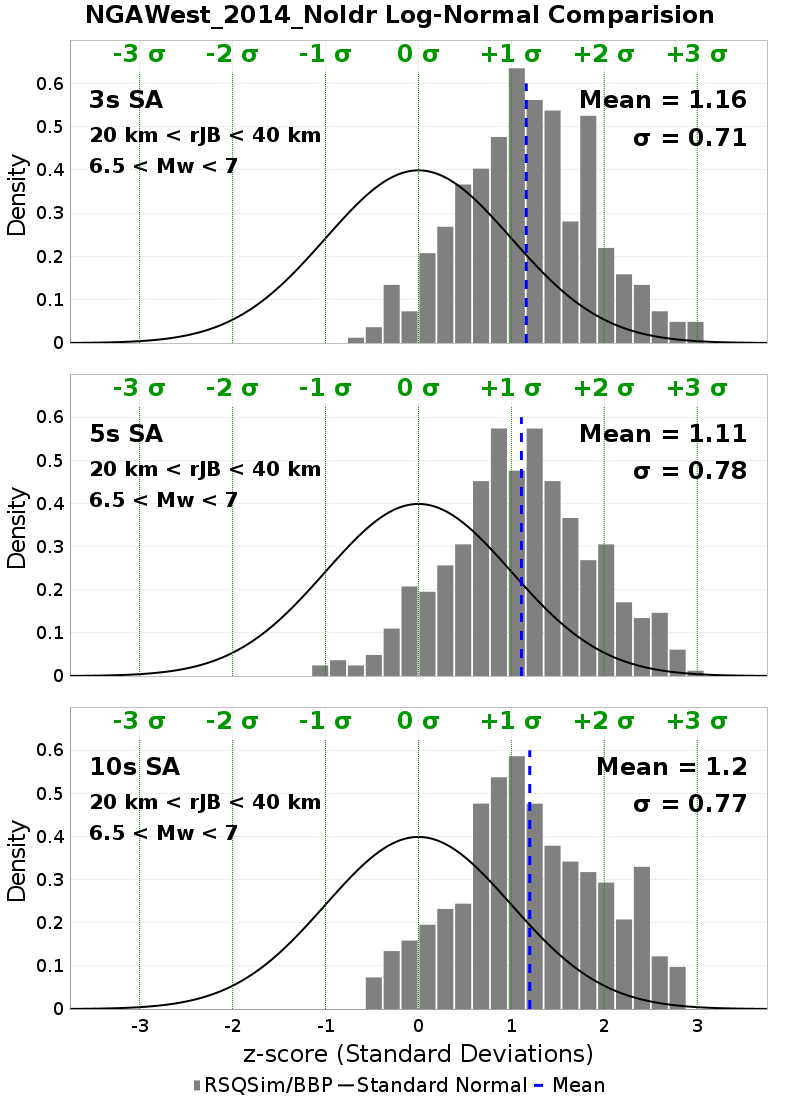 NGAWest_2014_NoIdr Log-Normal Comparision
-3 σ -2 σ -1 σ 0 σ +1 σ +2 σ +3 σ
3s SA
Mean = 1.16
20 km < rJB < 40 km
σ = 0.71
6.5 < Mw < 7
0.6
0.5
0.4
0.3
0.2
0.1
0
Density
-3 σ -2 σ -1 σ 0 σ +1 σ +2 σ +3 σ
5s SA
Mean = 1.11
20 km < rJB < 40 km
σ = 0.78
6.5 < Mw < 7
0.6
0.5
0.4
0.3
0.2
0.1
0
Density
-3 σ -2 σ -1 σ 0 σ +1 σ +2 σ +3 σ
10s SA
Mean = 1.2
20 km < rJB < 40 km
σ = 0.77
6.5 < Mw < 7
0.6
0.5
0.4
0.3
0.2
0.1
0
Density
-3 -2 -1 0 1 2 3
z-score (Standard Deviations)
RSQSim/BBP Standard Normal Mean